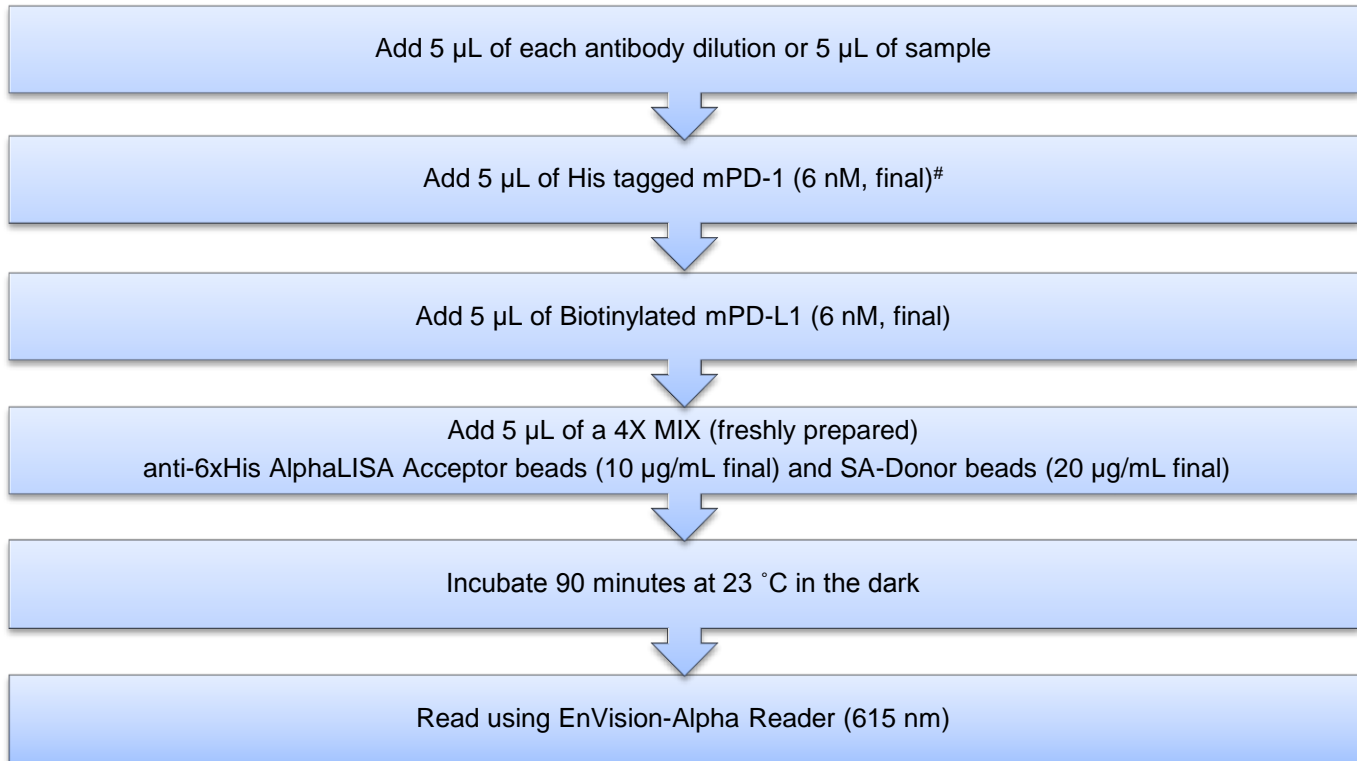 Add 5 µL of each antibody dilution or 5 µL of sample
Add 5 µL of His tagged mPD-1 (6 nM, final)#
Add 5 µL of Biotinylated mPD-L1 (6 nM, final)
Add 5 µL of a 4X MIX (freshly prepared)
anti-6xHis AlphaLISA Acceptor beads (10 µg/mL final) and SA-Donor beads (20 µg/mL final)
Incubate 90 minutes at 23 ˚C in the dark
Read using EnVision-Alpha Reader (615 nm)